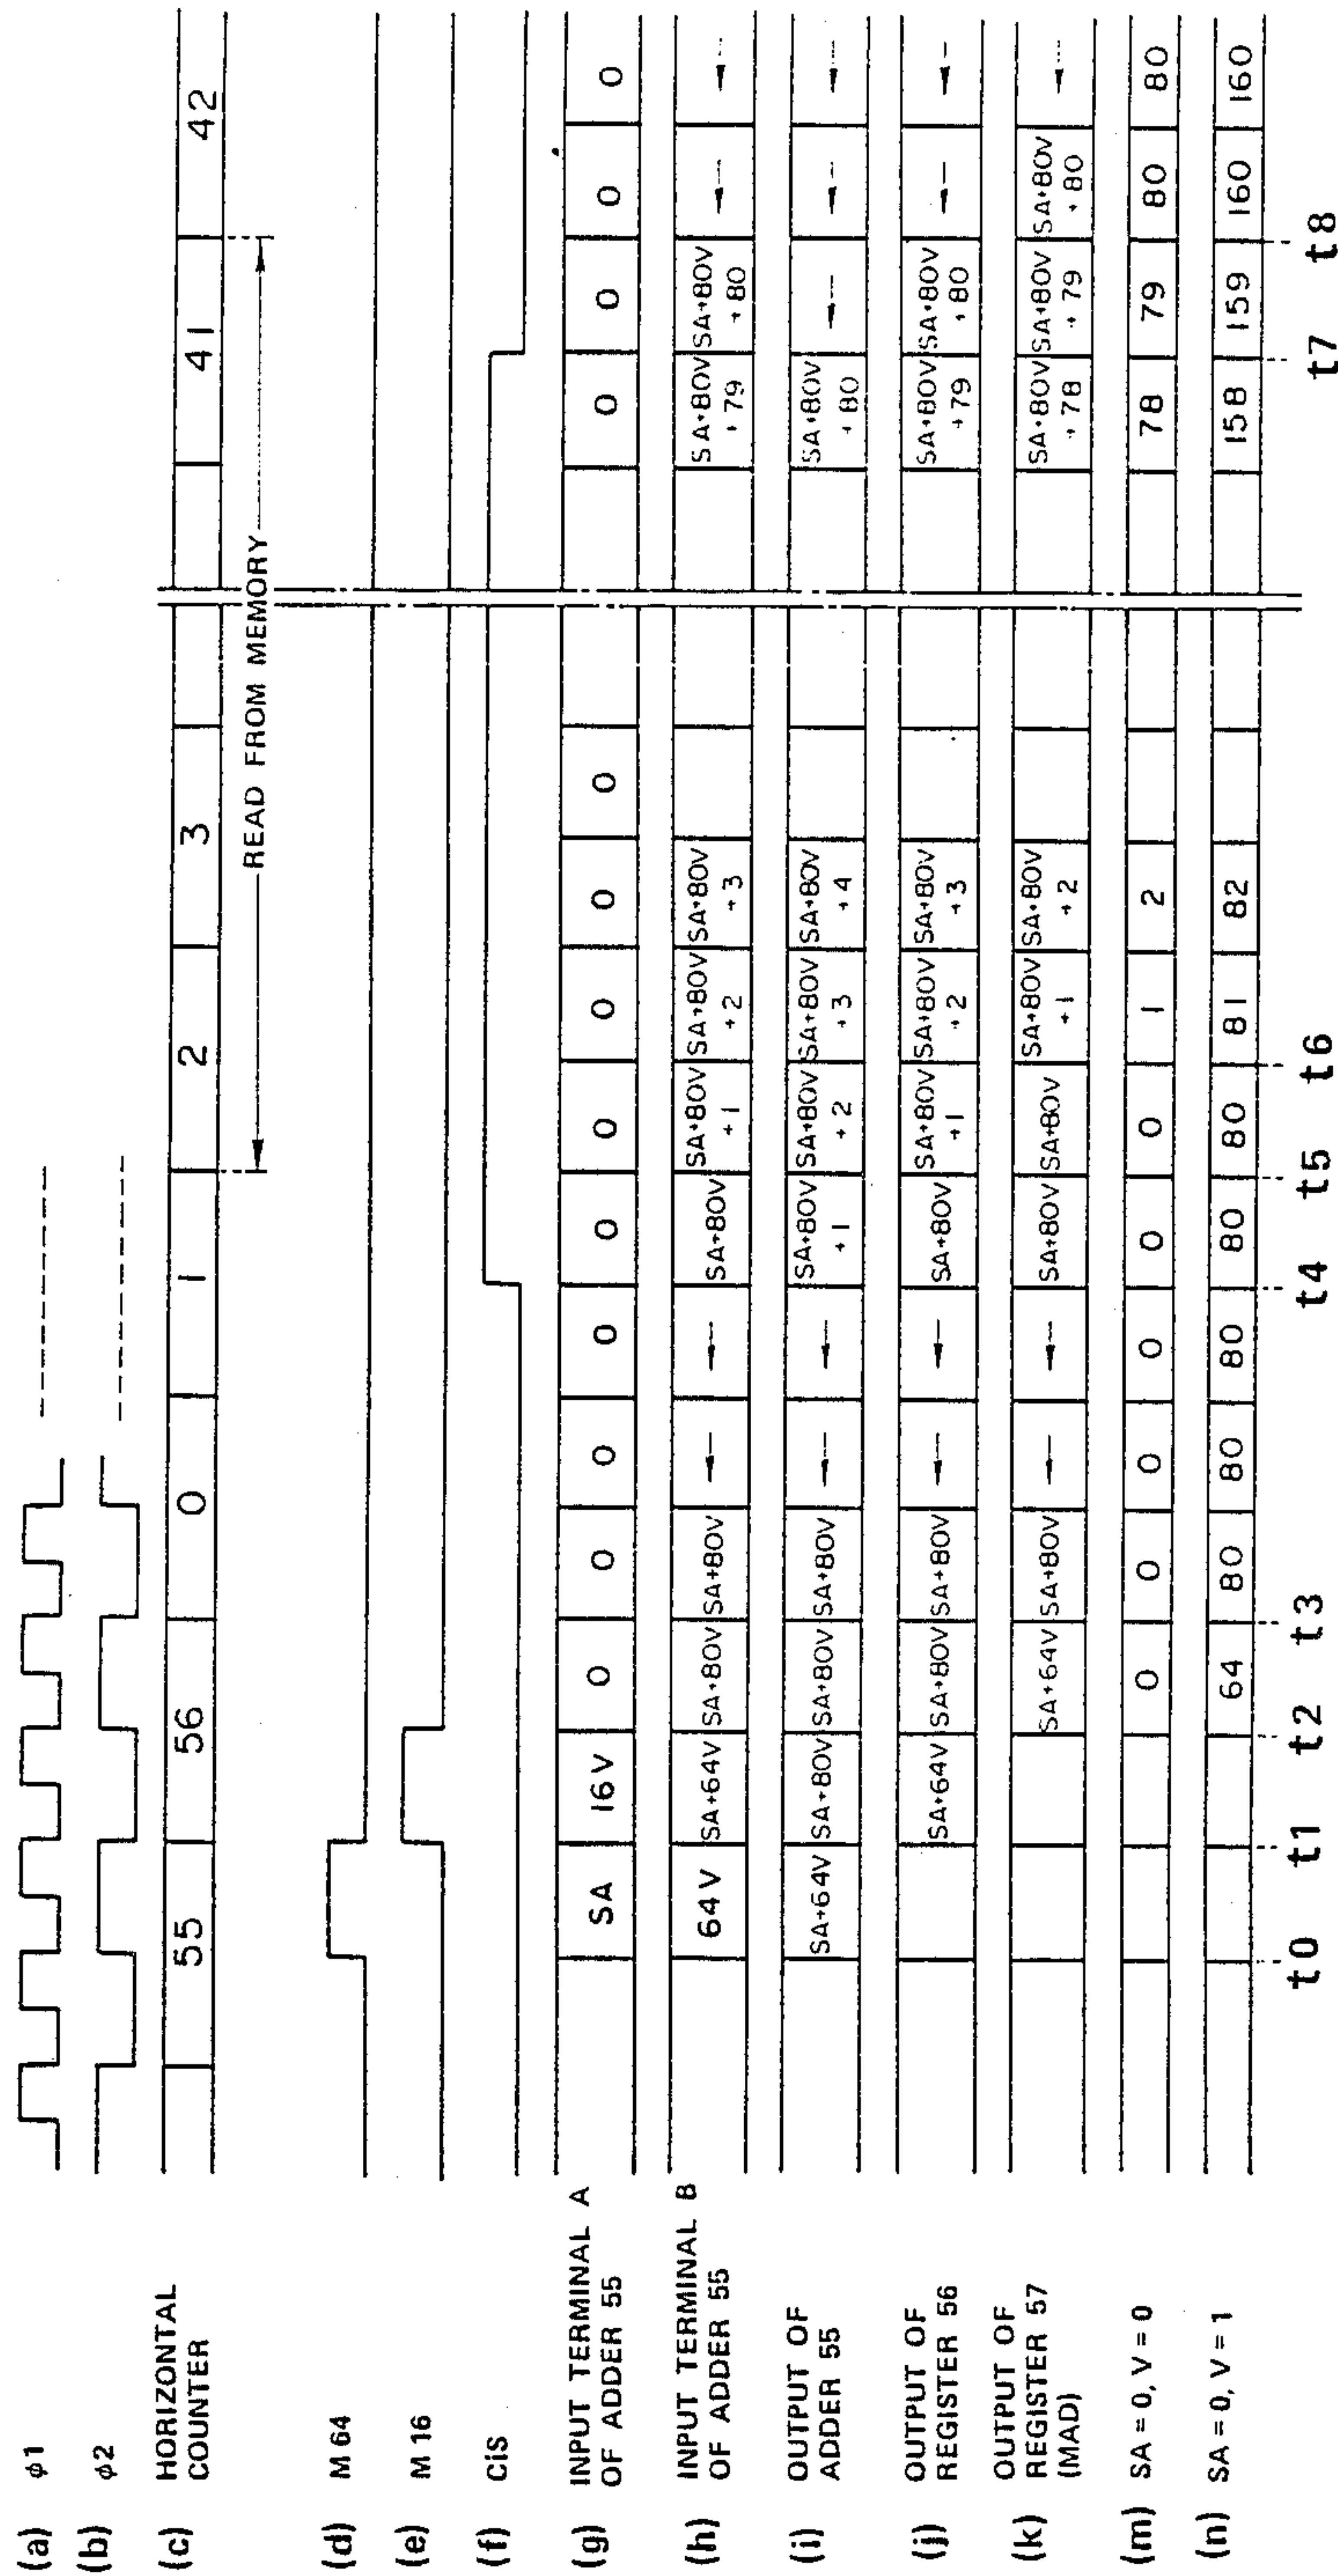 (a) φ1
(b) φ2
(c) HORIZONTAL
COUNTER
55 56 0 1 2 3 41 42
READ FROM MEMORY
(d) M 64
(e) M 16
(f) CiS
(g) INPUT TERMINAL A
OF ADDER 55
SA 16V 0 0 0 0 0 0 0 0 0 0 0 0 0
(h) INPUT TERMINAL B
OF ADDER 55
64V SA+64V SA+80V SA+80V SA+80V SA+80V +1 SA+80V +2 SA+80V +3 SA+80V +79 SA+80V +80
(i) OUTPUT OF
ADDER 55
SA+64V SA+80V SA+80V SA+80V SA+80V +1 SA+80V +2 SA+80V +3 SA+80V +4 SA+80V +80
(j) OUTPUT OF
REGISTER 56
SA+64V SA+80V SA+80V SA+80V SA+80V +1 SA+80V +2 SA+80V +3 SA+80V +79 SA+80V +80
(k) OUTPUT OF
REGISTER 57
(MAD)
SA+64V SA+80V SA+80V SA+80V SA+80V +1 SA+80V +2 SA+80V +78 SA+80V +79 SA+80V +80
(m) SA = 0, V = 0
0 0 0 0 0 0 1 2 78 79 80 80
(n) SA = 0, V = 1
64 80 80 80 80 80 81 82 158 159 160 160
t0 t1 t2 t3 t4 t5 t6 t7 t8